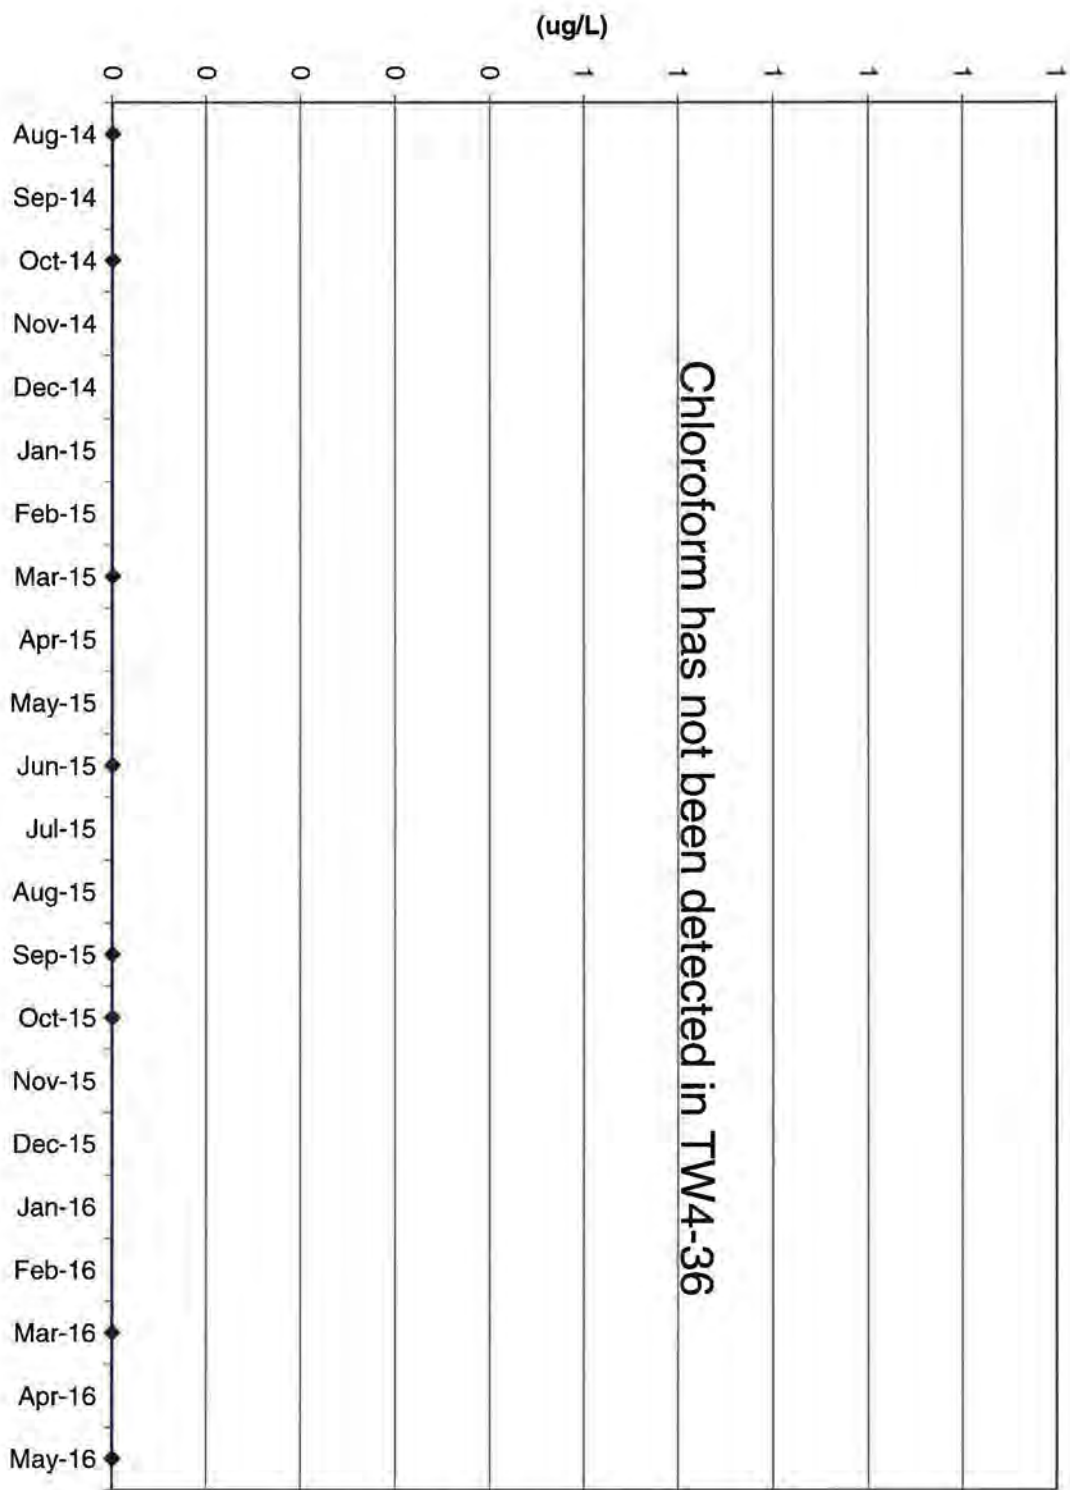 (ug/L)
0
0
0
0
0
1
1
1
1
1
1
Aug-14
Sep-14
Oct-14
Nov-14
Dec-14
Jan-15
Feb-15
Mar-15
Apr-15
May-15
Jun-15
Jul-15
Aug-15
Sep-15
Oct-15
Nov-15
Dec-15
Jan-16
Feb-16
Mar-16
Apr-16
May-16
Chloroform has not been detected in TW4-36